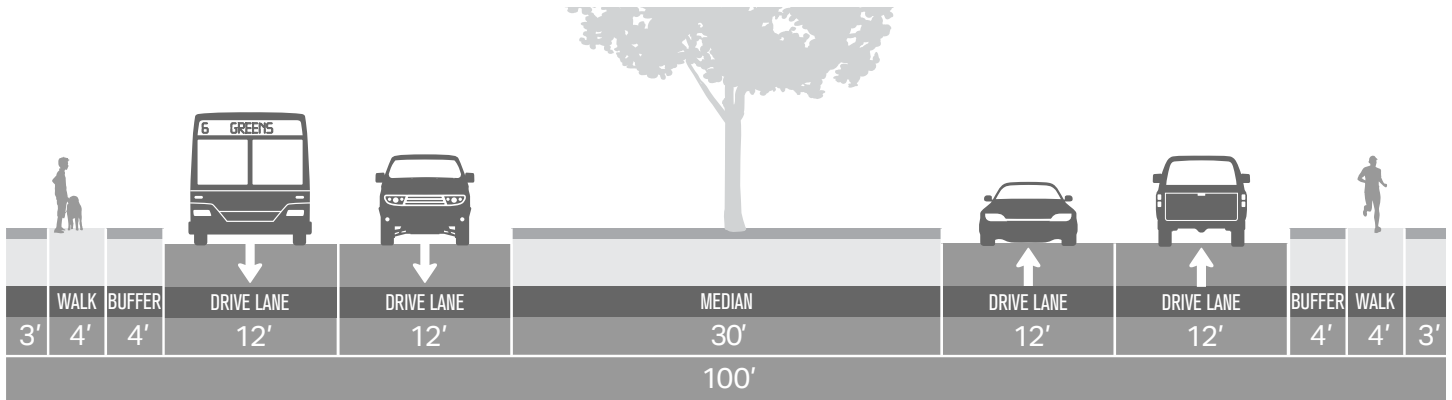 6 GREENS
WALK BUFFER DRIVE LANE DRIVE LANE MEDIAN DRIVE LANE DRIVE LANE BUFFER WALK
3' 4' 4' 12' 12' 30' 12' 12' 4' 4' 3'
100'